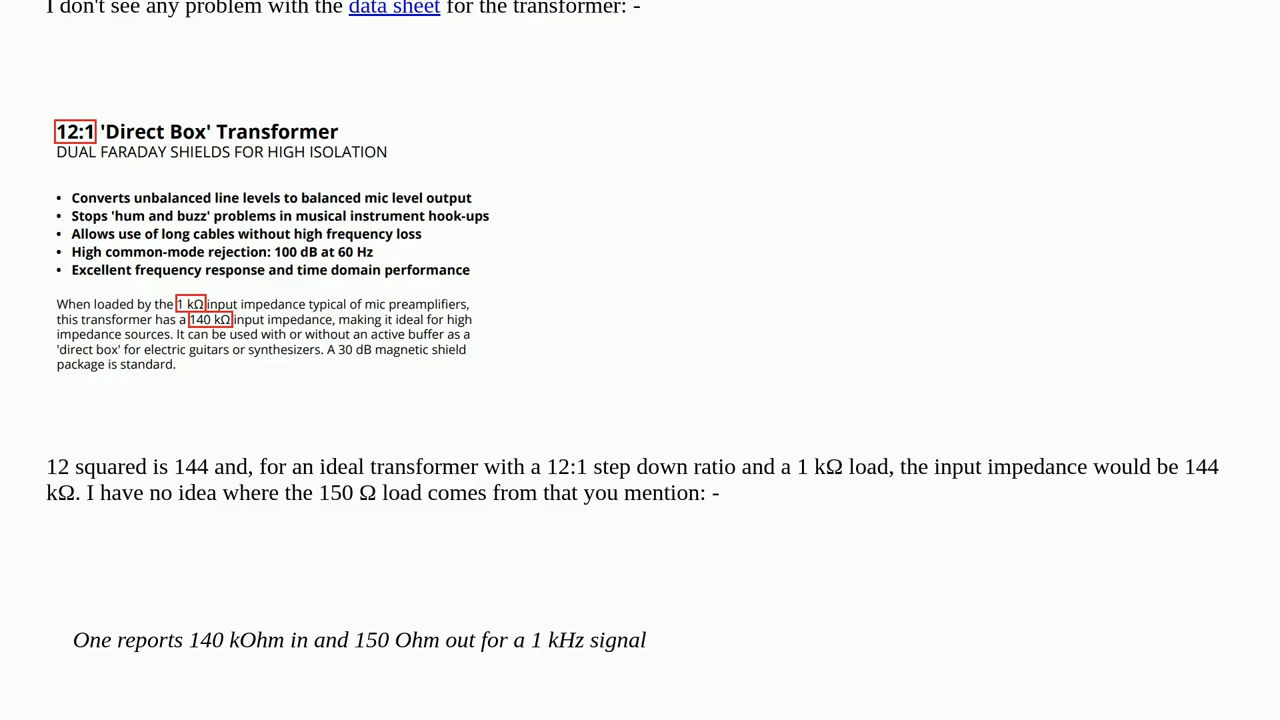 I don't see any problem with the data sheet for the transformer: -
12:1 'Direct Box' Transformer
DUAL FARADAY SHIELDS FOR HIGH ISOLATION
• Converts unbalanced line levels to balanced mic level output
• Stops 'hum and buzz' problems in musical instrument hook-ups
• Allows use of long cables without high frequency loss
• High common-mode rejection: 100 dB at 60 Hz
• Excellent frequency response and time domain performance
When loaded by the 1 kΩ input impedance typical of mic preamplifiers,
this transformer has a 140 kΩ input impedance, making it ideal for high
impedance sources. It can be used with or without an active buffer as a
'direct box' for electric guitars or synthesizers. A 30 dB magnetic shield
package is standard.
12 squared is 144 and, for an ideal transformer with a 12:1 step down ratio and a 1 kΩ load, the input impedance would be 144
kΩ. I have no idea where the 150 Ω load comes from that you mention: -
One reports 140 kOhm in and 150 Ohm out for a 1 kHz signal